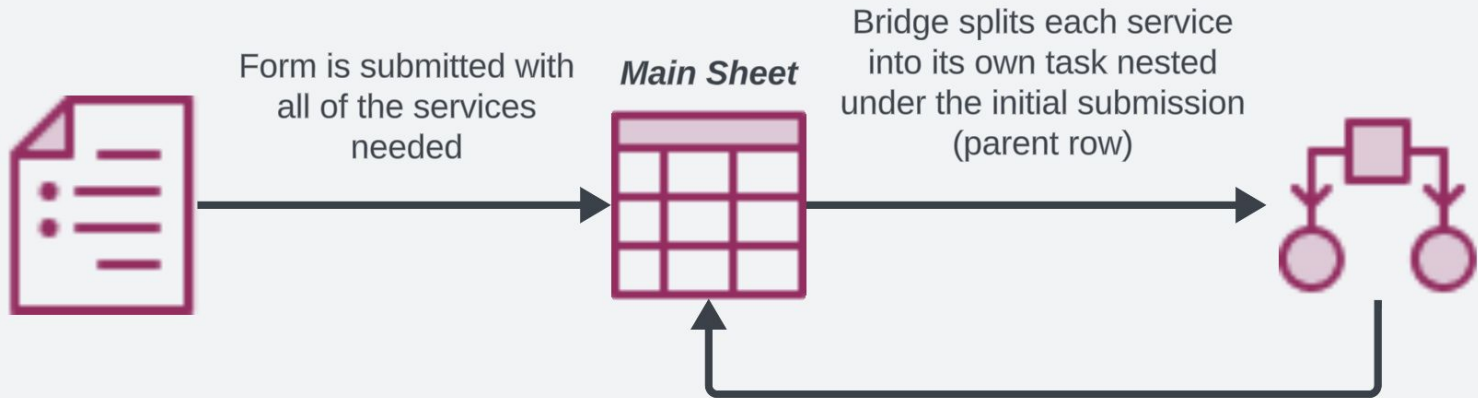 Form is submitted with
all of the services
needed
Main Sheet
Bridge splits each service
into its own task nested
under the initial submission
(parent row)